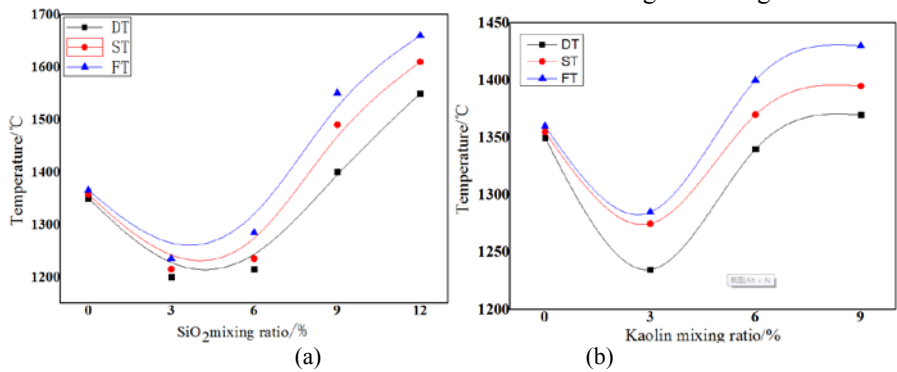 1700
1600
1500
1400
1300
1200
DT
ST
FT
Temperature/℃
0 3 6 9 12
SiO2mixing ratio/%
(a)
1450
1400
1350
1300
1250
1200
DT
ST
FT
Temperature/℃
0 3 6 9
Kaolin mixing ratio/%
(b)